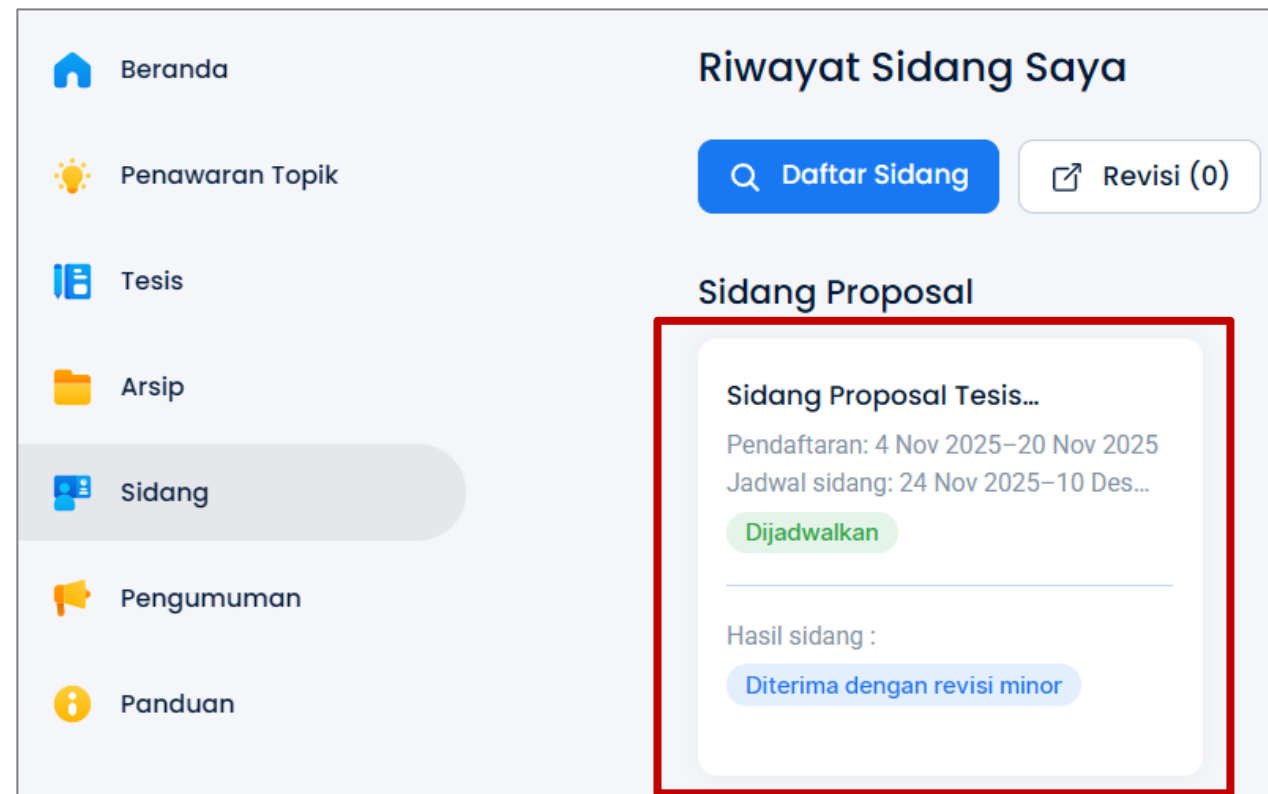 Beranda
Penawaran Topik
Tesis
Arsip
Sidang
Pengumuman
Panduan
Riwayat Sidang Saya
Daftar Sidang
Revisi (0)
Sidang Proposal
Sidang Proposal Tesis...
Pendaftaran: 4 Nov 2025–20 Nov 2025
Jadwal sidang: 24 Nov 2025–10 Des...
Dijadwalkan
Hasil sidang :
Diterima dengan revisi minor